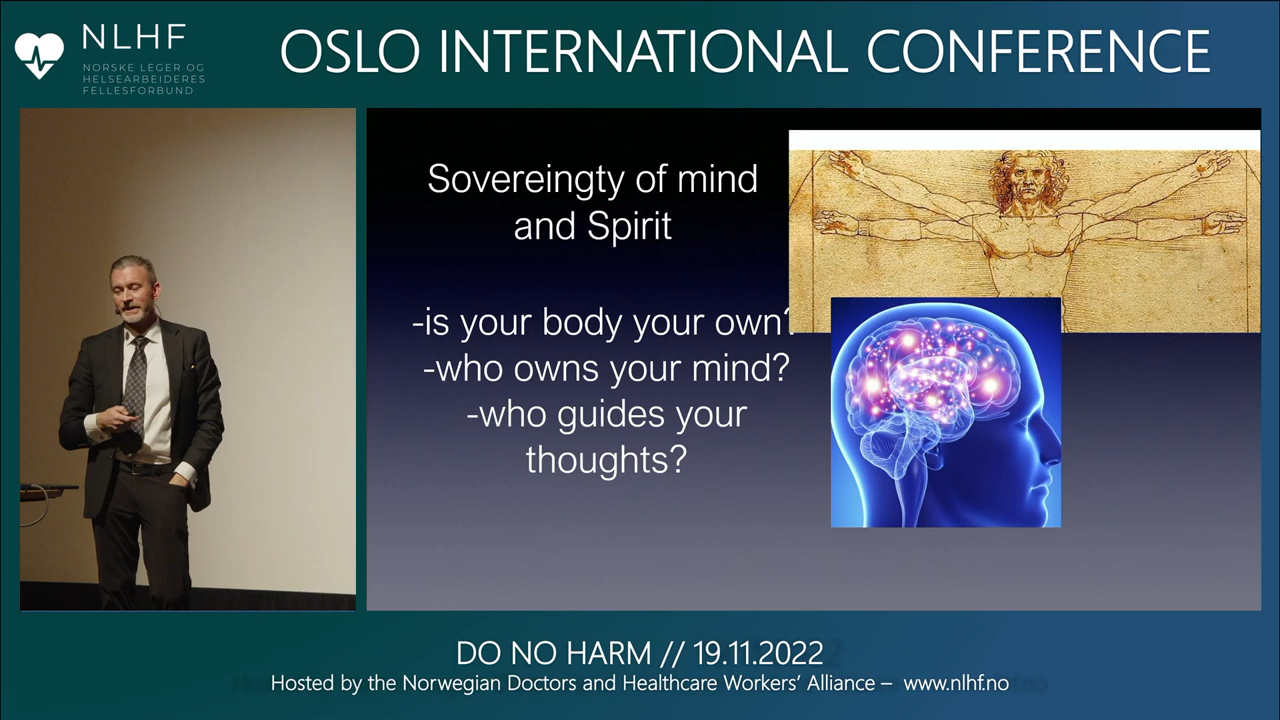 NLHF
NORSKE LEGER OG
HELSEARBEIDERES
FELLESFORBUND
OSLO INTERNATIONAL CONFERENCE
Sovereingty of mind
and Spirit
-is your body your own?
-who owns your mind?
-who guides your
thoughts?
DO NO HARM // 19.11.2022
Hosted by the Norwegian Doctors and Healthcare Workers' Alliance – www.nlhf.no